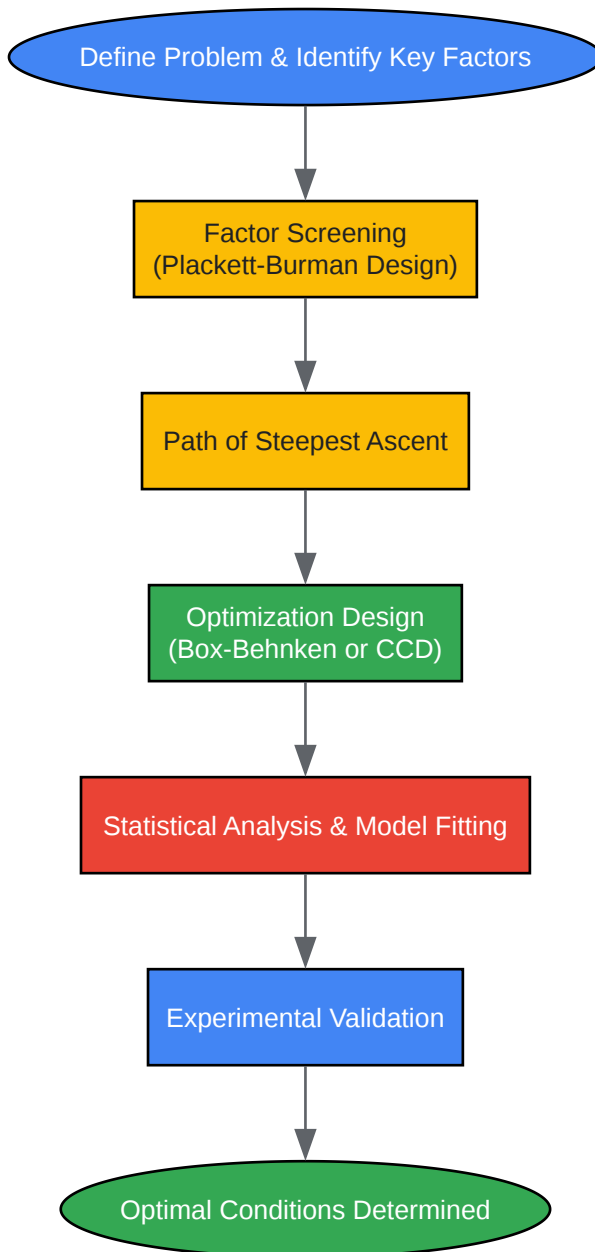 Define Problem & Identify Key Factors
Factor Screening
(Plackett-Burman Design)
Path of Steepest Ascent
Optimization Design
(Box-Behnken or CCD)
Statistical Analysis & Model Fitting
Experimental Validation
Optimal Conditions Determined